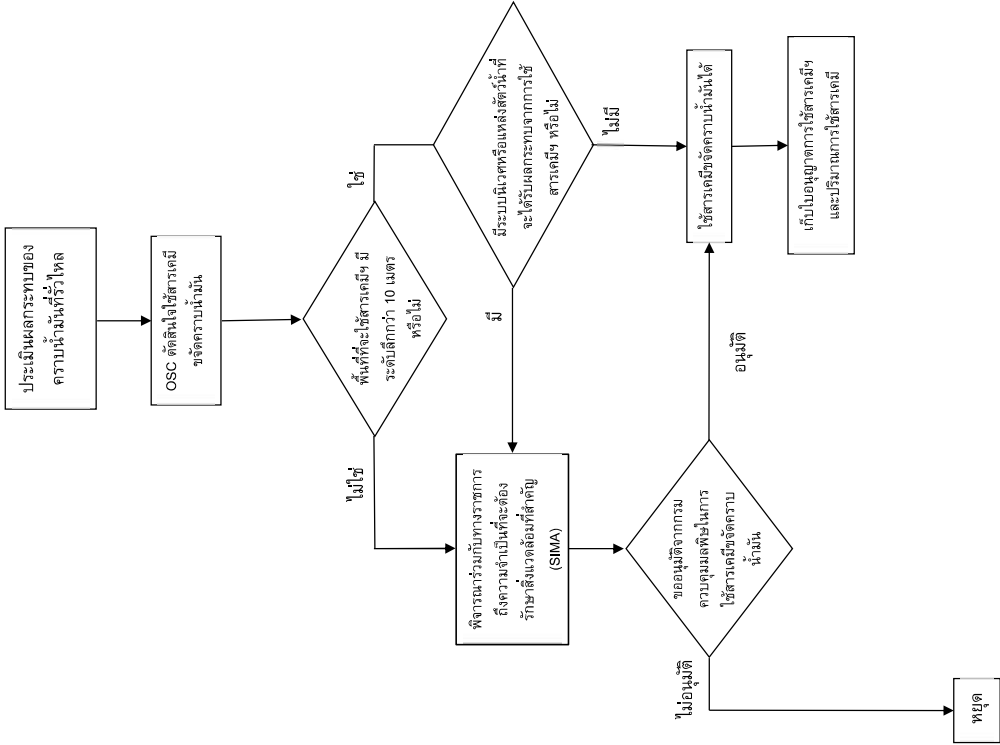 ประเมินผลกระทบของ
คราบน้ำมันที่รั่วไหล
OSC ตัดสินใจใช้สารเคมี
ขจัดคราบน้ำมัน
พื้นที่ที่จะใช้สารเคมีฯ มี
ระดับลึกกว่า 10 เมตร
หรือไม่
ไม่ใช่
ใช่
พิจารณาร่วมกับทางราชการ
ถึงความจำเป็นที่จะต้อง
รักษาสิ่งแวดล้อมที่สำคัญ
(SIMA)
มี
มีระบบนิเวศหรือแหล่งสัตว์น้ำที่
จะได้รับผลกระทบจากการใช้
สารเคมีฯ หรือไม่
ไม่มี
ขออนุมัติจากกรม
ควบคุมมลพิษในการ
ใช้สารเคมีขจัดคราบ
น้ำมัน
ไม่อนุมัติ
อนุมัติ
ใช้สารเคมีขจัดคราบน้ำมันได้
เก็บใบอนุญาตการใช้สารเคมีฯ
และปริมาณการใช้สารเคมี
หยุด